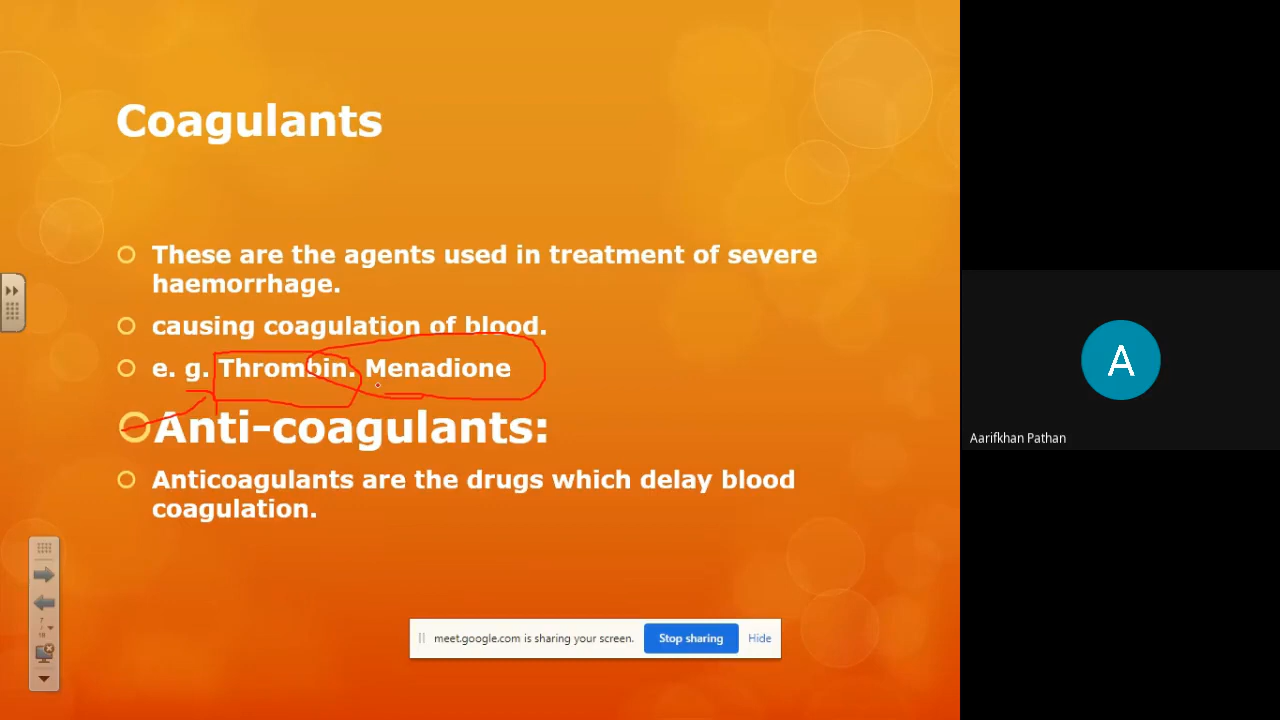 Coagulants
These are the agents used in treatment of severe
haemorrhage.
causing coagulation of blood.
e. g. Thrombin. Menadione
Anti-coagulants:
Anticoagulants are the drugs which delay blood
coagulation.
7
/
18
meet.google.com is sharing your screen.
Stop sharing
Hide
A
Aarifkhan Pathan